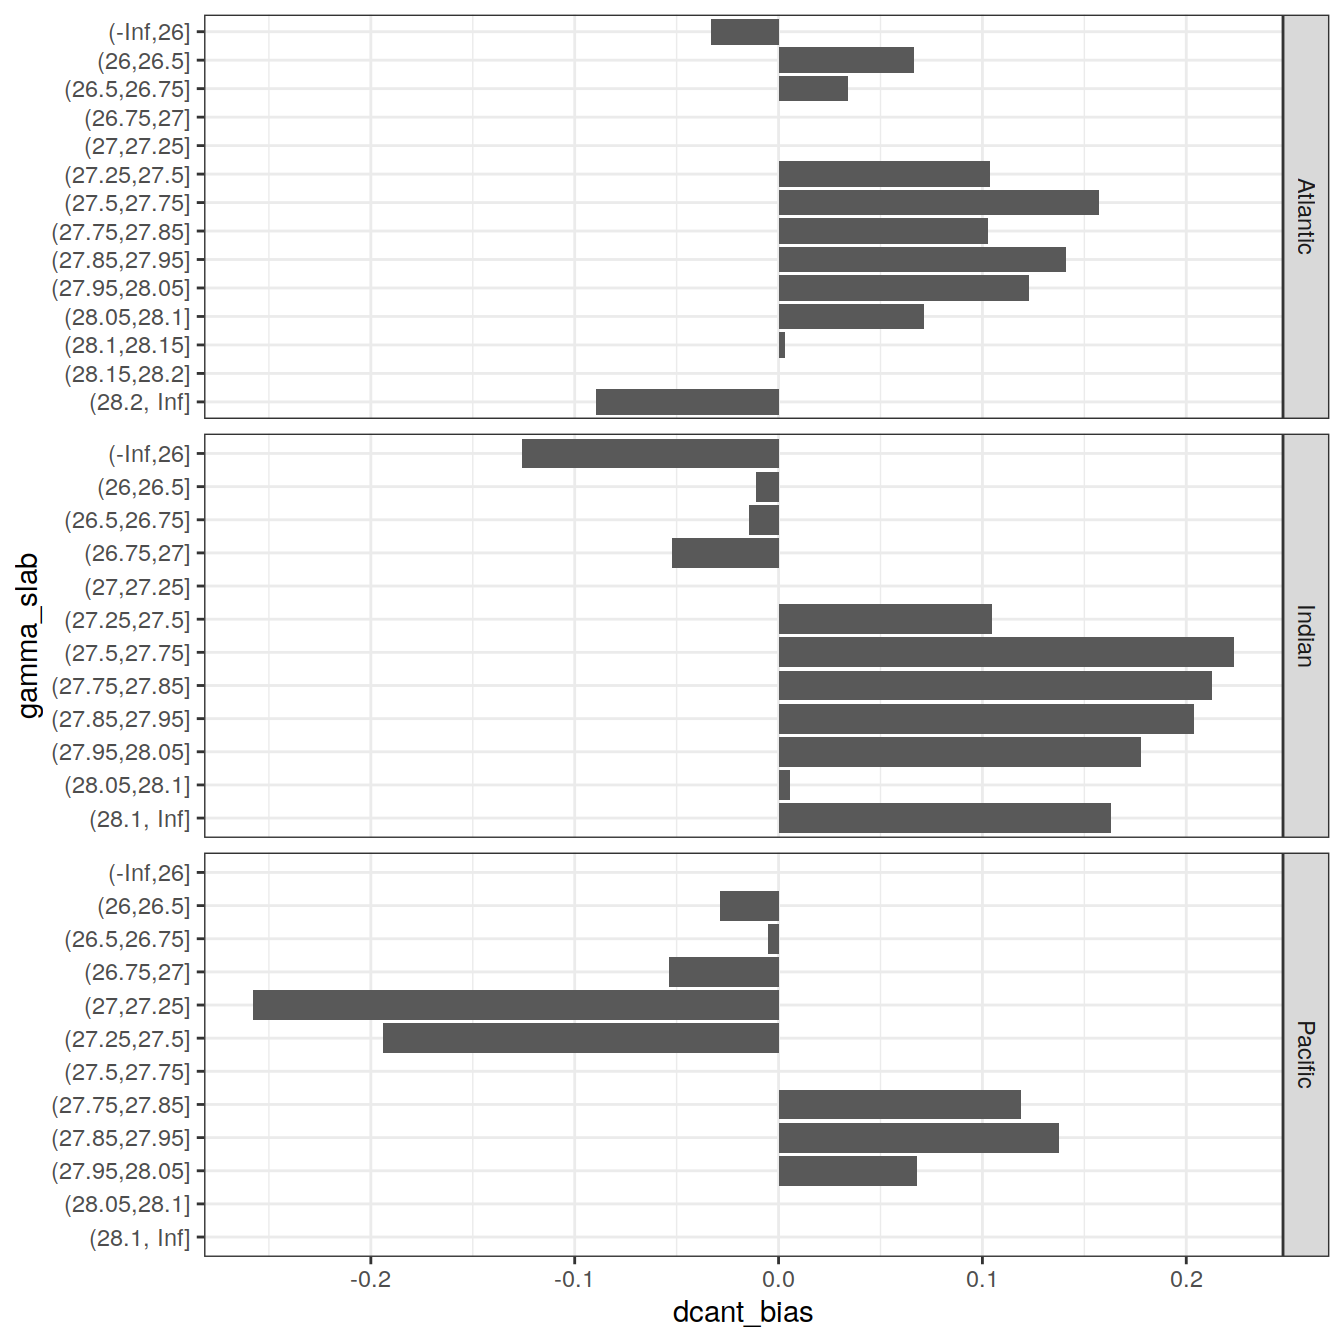 (-Inf,26]
(26,26.5]
(26.5,26.75]
(26.75,27]
(27,27.25]
(27.25,27.5]
(27.5,27.75]
(27.75,27.85]
(27.85,27.95]
(27.95,28.05]
(28.05,28.1]
(28.1,28.15]
(28.15,28.2]
(28.2, Inf]
Atlantic
(-Inf,26]
(26,26.5]
(26.5,26.75]
(26.75,27]
(27,27.25]
(27.25,27.5]
(27.5,27.75]
(27.75,27.85]
(27.85,27.95]
(27.95,28.05]
(28.05,28.1]
(28.1, Inf]
Indian
gamma_slab
(-Inf,26]
(26,26.5]
(26.5,26.75]
(26.75,27]
(27,27.25]
(27.25,27.5]
(27.5,27.75]
(27.75,27.85]
(27.85,27.95]
(27.95,28.05]
(28.05,28.1]
(28.1, Inf]
Pacific
-0.2 -0.1 0.0 0.1 0.2
dcant_bias